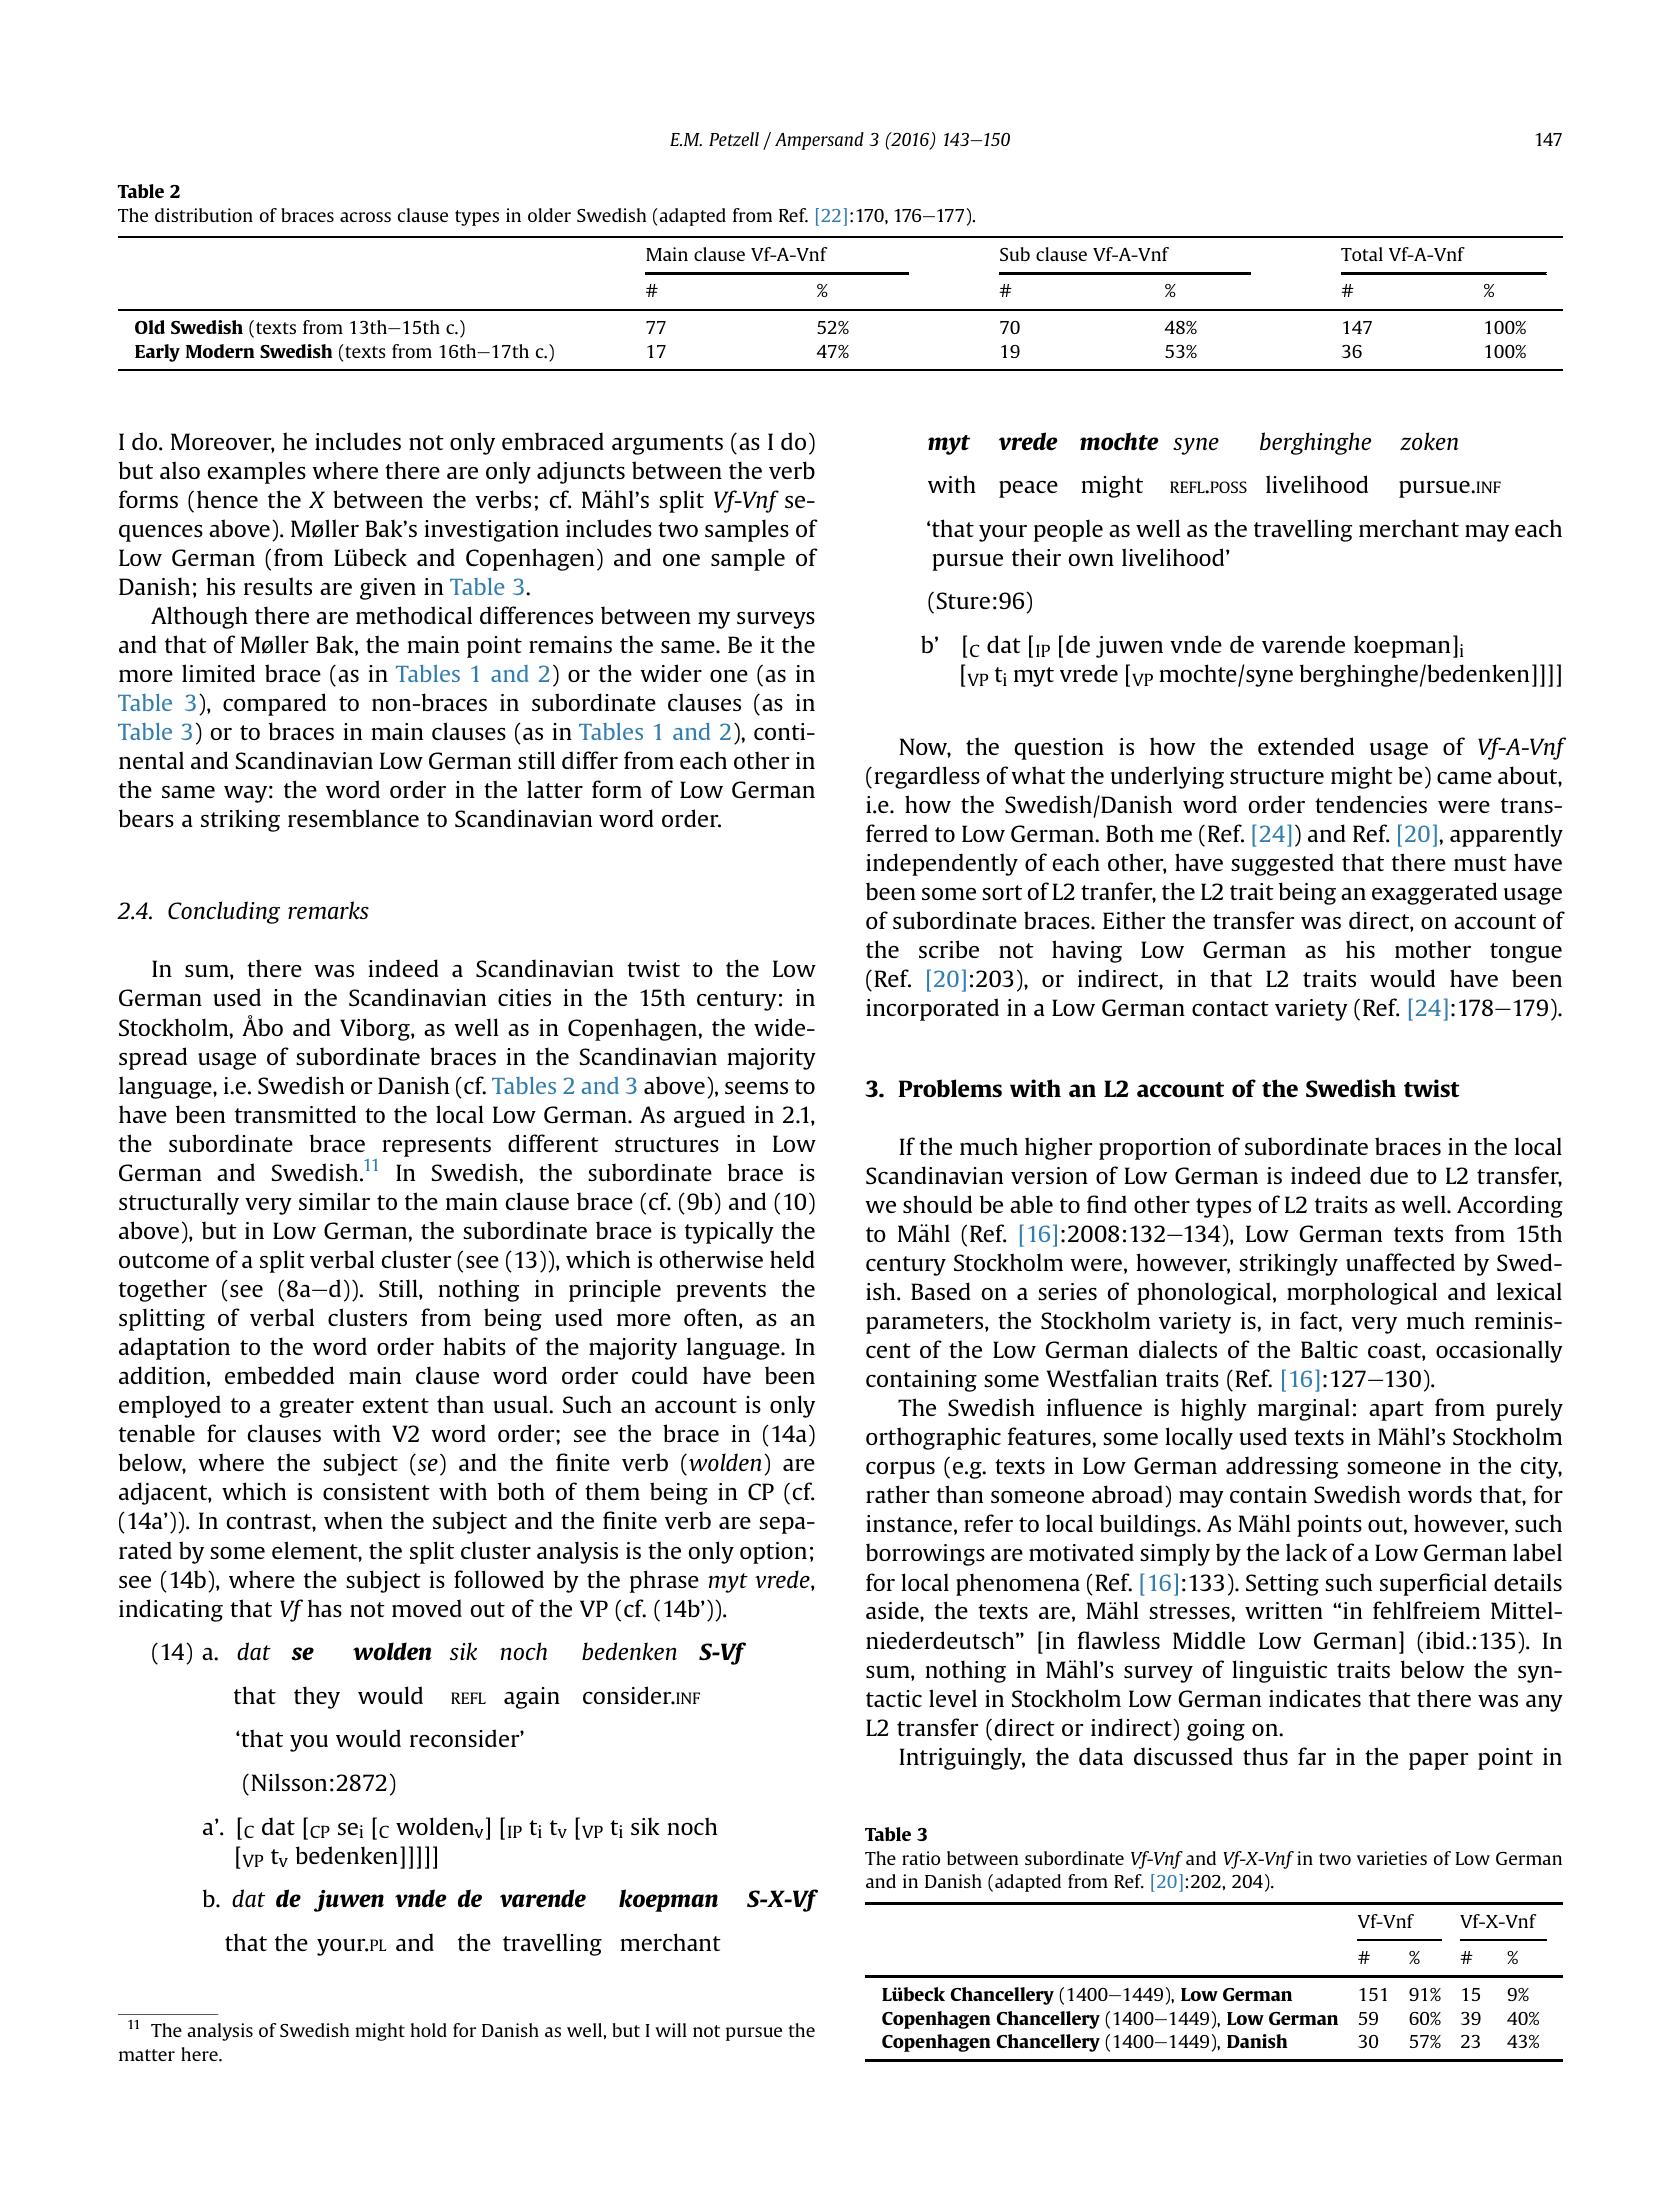 E.M. Petzell / Ampersand 3 (2016) 143–150
147
Table 2
The distribution of braces across clause types in older Swedish (adapted from Ref. [22]:170, 176–177).
Main clause Vf-A-Vnf Sub clause Vf-A-Vnf Total Vf-A-Vnf
# % # % # %
Old Swedish (texts from 13th–15th c.) 77 52% 70 48% 147 100%
Early Modern Swedish (texts from 16th–17th c.) 17 47% 19 53% 36 100%
I do. Moreover, he includes not only embraced arguments (as I do)
but also examples where there are only adjuncts between the verb
forms (hence the X between the verbs; cf. Mähl's split Vf-Vnf se-
quences above). Møller Bak's investigation includes two samples of
Low German (from Lübeck and Copenhagen) and one sample of
Danish; his results are given in Table 3.
Although there are methodical differences between my surveys
and that of Møller Bak, the main point remains the same. Be it the
more limited brace (as in Tables 1 and 2) or the wider one (as in
Table 3), compared to non-braces in subordinate clauses (as in
Table 3) or to braces in main clauses (as in Tables 1 and 2), conti-
nental and Scandinavian Low German still differ from each other in
the same way: the word order in the latter form of Low German
bears a striking resemblance to Scandinavian word order.
2.4. Concluding remarks
In sum, there was indeed a Scandinavian twist to the Low
German used in the Scandinavian cities in the 15th century: in
Stockholm, Åbo and Viborg, as well as in Copenhagen, the wide-
spread usage of subordinate braces in the Scandinavian majority
language, i.e. Swedish or Danish (cf. Tables 2 and 3 above), seems to
have been transmitted to the local Low German. As argued in 2.1,
the subordinate brace represents different structures in Low
German and Swedish.11 In Swedish, the subordinate brace is
structurally very similar to the main clause brace (cf. (9b) and (10)
above), but in Low German, the subordinate brace is typically the
outcome of a split verbal cluster (see (13)), which is otherwise held
together (see (8a–d)). Still, nothing in principle prevents the
splitting of verbal clusters from being used more often, as an
adaptation to the word order habits of the majority language. In
addition, embedded main clause word order could have been
employed to a greater extent than usual. Such an account is only
tenable for clauses with V2 word order; see the brace in (14a)
below, where the subject (se) and the finite verb (wolden) are
adjacent, which is consistent with both of them being in CP (cf.
(14a')). In contrast, when the subject and the finite verb are sepa-
rated by some element, the split cluster analysis is the only option;
see (14b), where the subject is followed by the phrase myt vrede,
indicating that Vf has not moved out of the VP (cf. (14b')).
(14) a. dat se wolden sik noch bedenken S-Vf
that they would REFL again consider.INF
‘that you would reconsider’
(Nilsson:2872)
a’. [C dat [CP sei [C woldenv] [IP ti tv [VP ti sik noch
[VP tv bedenken]]]]]
b. dat de juwen vnde de varende koepman S-X-Vf
that the your.PL and the travelling merchant
11 The analysis of Swedish might hold for Danish as well, but I will not pursue the
matter here.
myt vrede mochte syne berghinghe zoken
with peace might REFL.POSS livelihood pursue.INF
‘that your people as well as the travelling merchant may each
pursue their own livelihood’
(Sture:96)
b’ [C dat [IP [de juwen vnde de varende koepman]i
[VP ti myt vrede [VP mochte/syne berghinghe/bedenken]]]]
Now, the question is how the extended usage of Vf-A-Vnf
(regardless of what the underlying structure might be) came about,
i.e. how the Swedish/Danish word order tendencies were trans-
ferred to Low German. Both me (Ref. [24]) and Ref. [20], apparently
independently of each other, have suggested that there must have
been some sort of L2 tranfer, the L2 trait being an exaggerated usage
of subordinate braces. Either the transfer was direct, on account of
the scribe not having Low German as his mother tongue
(Ref. [20]:203), or indirect, in that L2 traits would have been
incorporated in a Low German contact variety (Ref. [24]:178–179).
3. Problems with an L2 account of the Swedish twist
If the much higher proportion of subordinate braces in the local
Scandinavian version of Low German is indeed due to L2 transfer,
we should be able to find other types of L2 traits as well. According
to Mähl (Ref. [16]:2008:132–134), Low German texts from 15th
century Stockholm were, however, strikingly unaffected by Swed-
ish. Based on a series of phonological, morphological and lexical
parameters, the Stockholm variety is, in fact, very much reminis-
cent of the Low German dialects of the Baltic coast, occasionally
containing some Westfalian traits (Ref. [16]:127–130).
The Swedish influence is highly marginal: apart from purely
orthographic features, some locally used texts in Mähl's Stockholm
corpus (e.g. texts in Low German addressing someone in the city,
rather than someone abroad) may contain Swedish words that, for
instance, refer to local buildings. As Mähl points out, however, such
borrowings are motivated simply by the lack of a Low German label
for local phenomena (Ref. [16]:133). Setting such superficial details
aside, the texts are, Mähl stresses, written “in fehlfreiem Mittel-
niederdeutsch” [in flawless Middle Low German] (ibid.:135). In
sum, nothing in Mähl's survey of linguistic traits below the syn-
tactic level in Stockholm Low German indicates that there was any
L2 transfer (direct or indirect) going on.
Intriguingly, the data discussed thus far in the paper point in
Table 3
The ratio between subordinate Vf-Vnf and Vf-X-Vnf in two varieties of Low German
and in Danish (adapted from Ref. [20]:202, 204).
Vf-Vnf Vf-X-Vnf
# % # %
Lübeck Chancellery (1400–1449), Low German 151 91% 15 9%
Copenhagen Chancellery (1400–1449), Low German 59 60% 39 40%
Copenhagen Chancellery (1400–1449), Danish 30 57% 23 43%